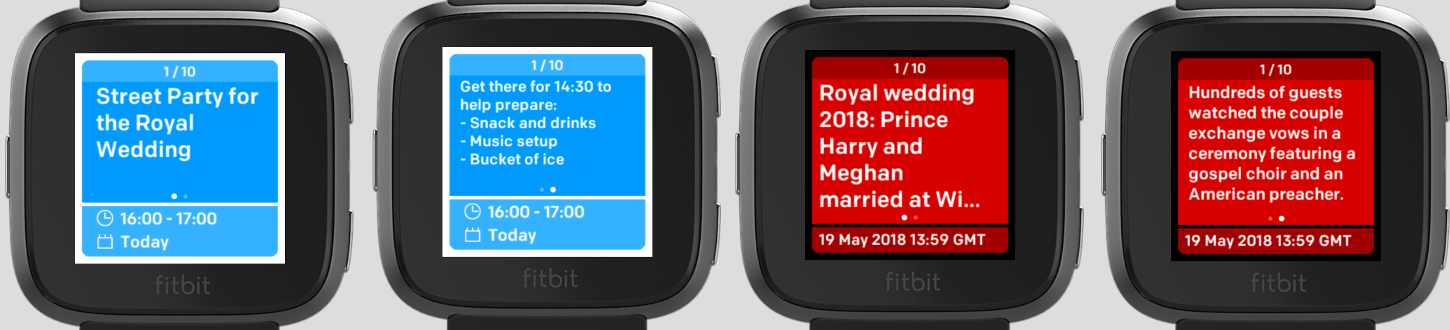 1 / 10
Street Party for
the Royal
Wedding
16:00 - 17:00
Today
fitbit
1 / 10
Get there for 14:30 to
help prepare:
- Snack and drinks
- Music setup
- Bucket of ice
16:00 - 17:00
Today
fitbit
1 / 10
Royal wedding
2018: Prince
Harry and
Meghan
married at Wi...
19 May 2018 13:59 GMT
fitbit
1 / 10
Hundreds of guests
watched the couple
exchange vows in a
ceremony featuring a
gospel choir and an
American preacher.
19 May 2018 13:59 GMT
fitbit